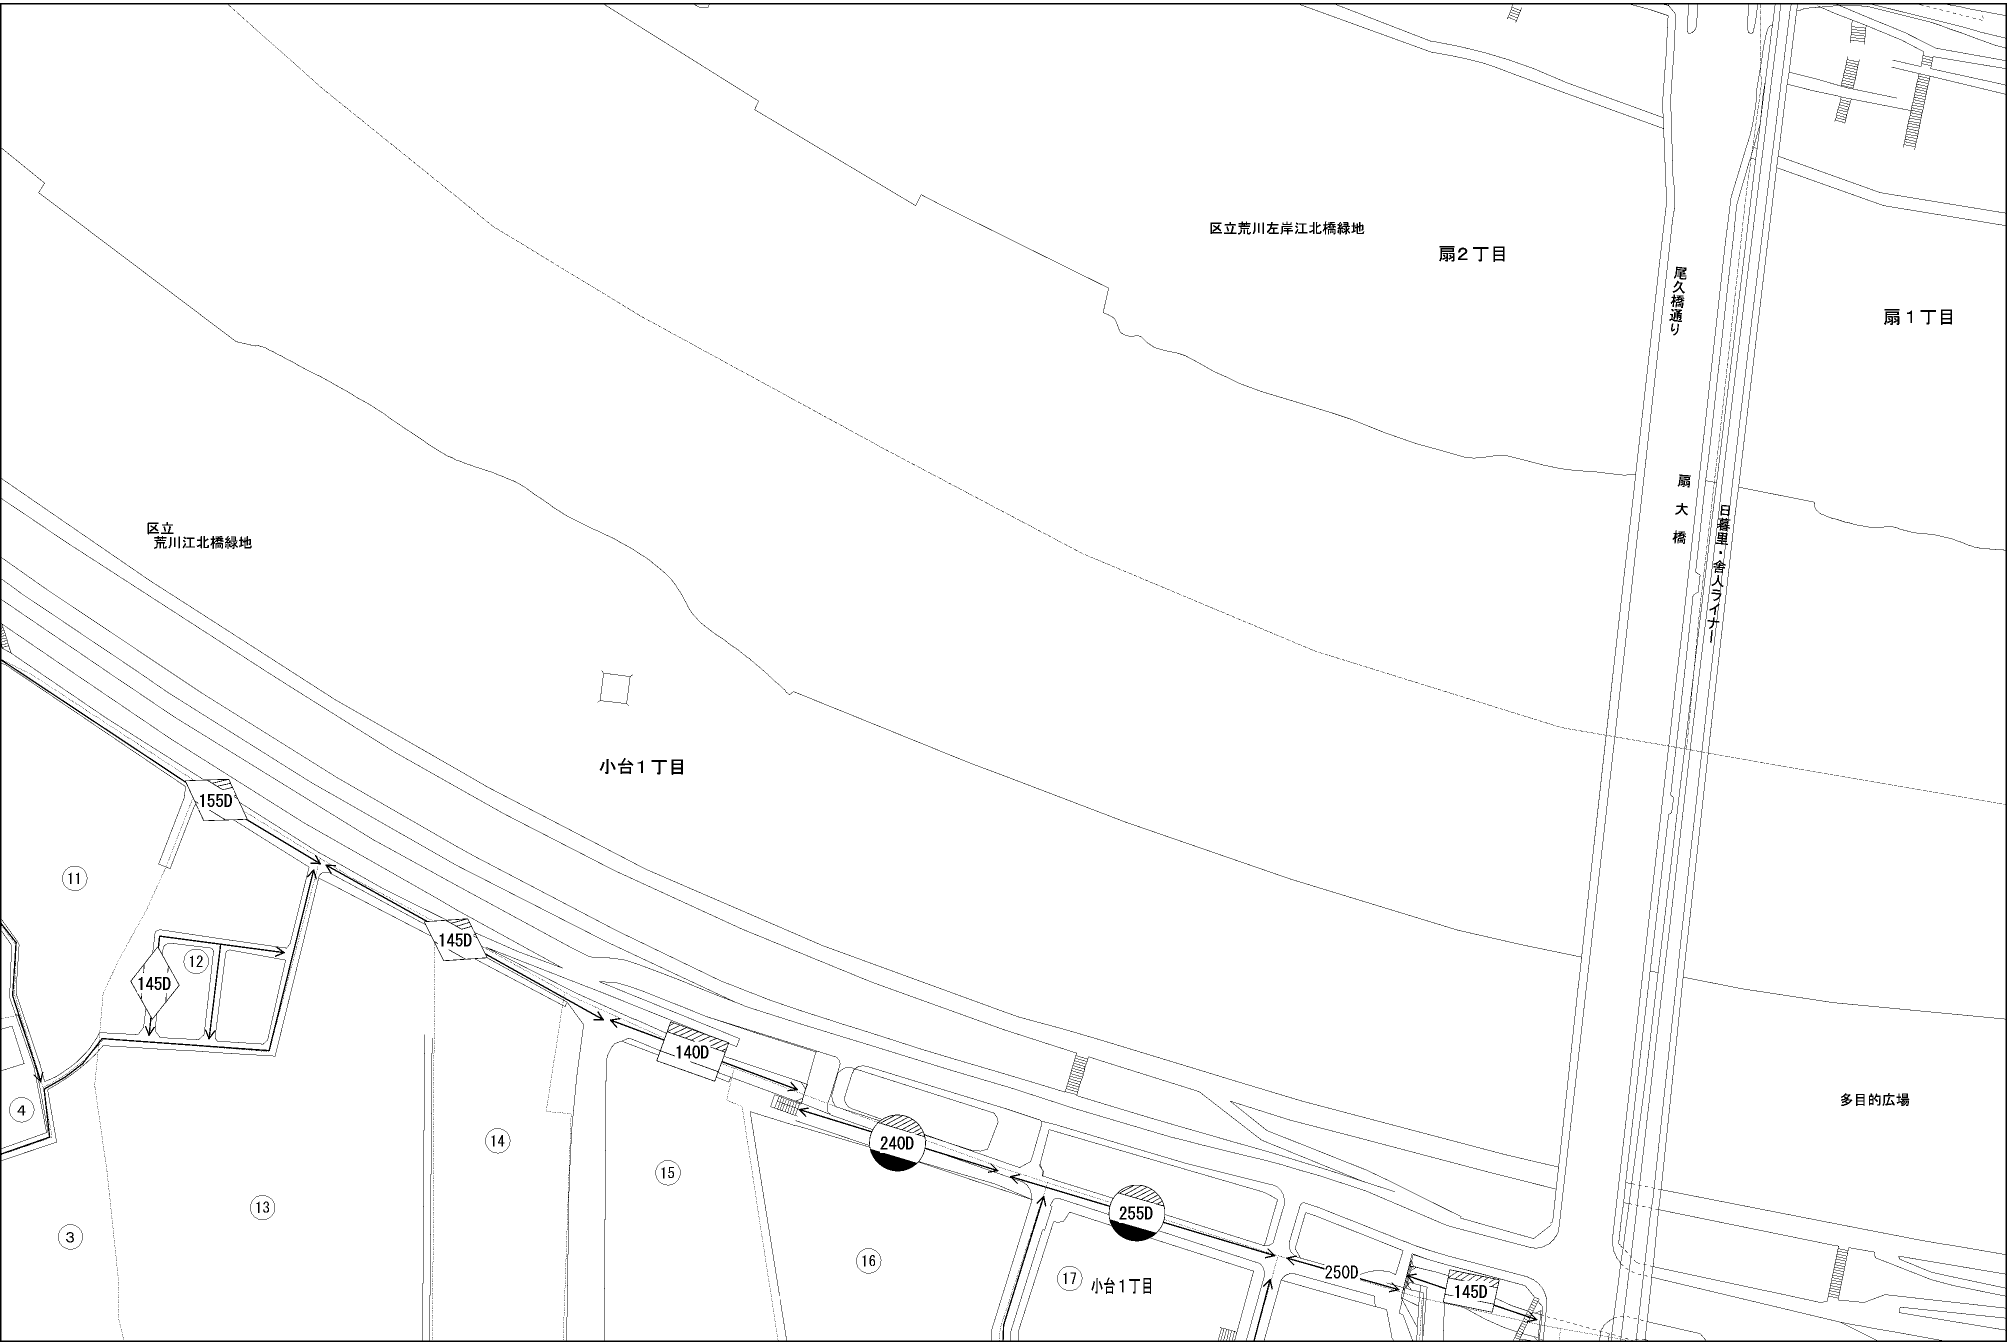 区立荒川左岸江北橋緑地
扇2丁目
尾久橋通り
扇1丁目
扇大橋
日暮里・舎人ライナー
区立
荒川江北橋緑地
小台1丁目
155D
11
145D
12
145D
140D
4
多目的広場
14
240D
15
13
255D
3
16
17
小台1丁目
250D
145D